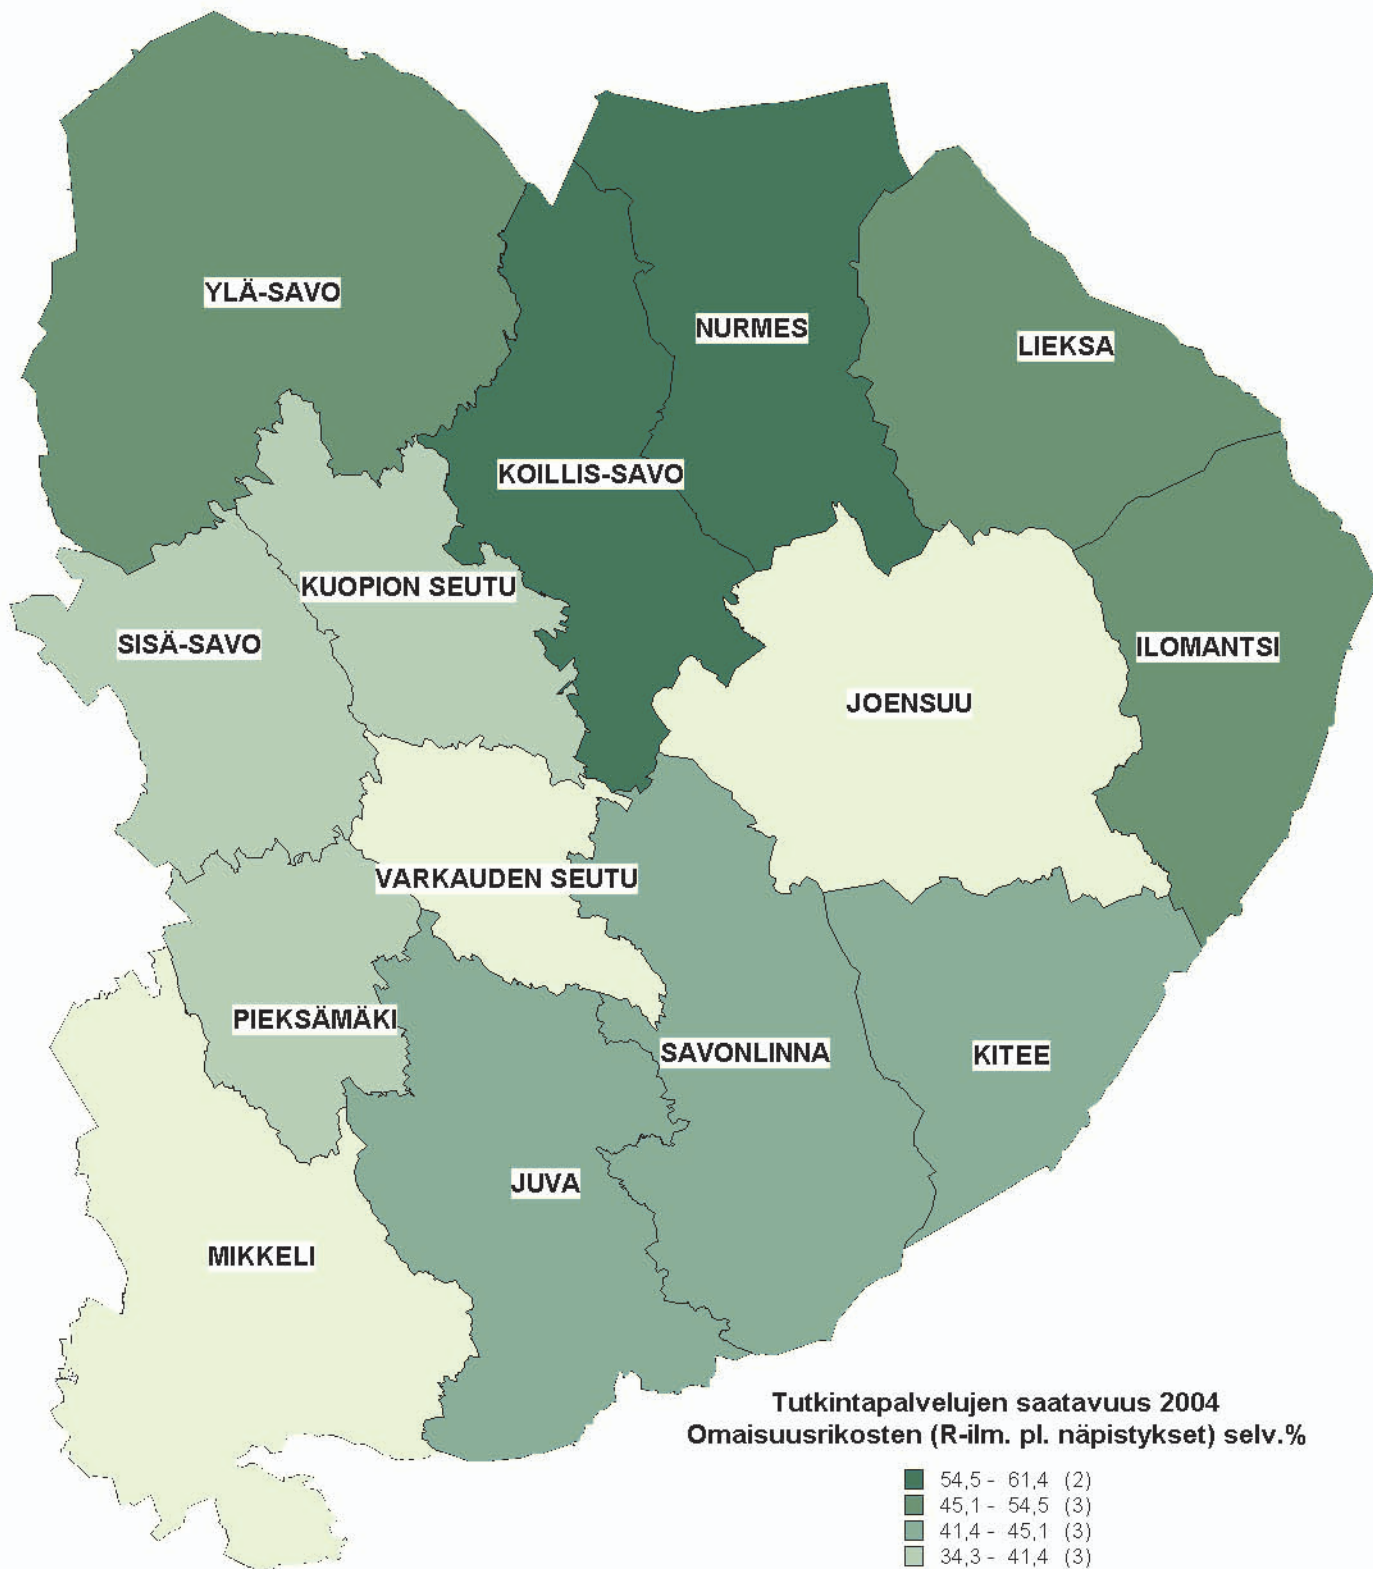 YLÄ-SAVO
NURMES
LIEKSA
KOILLIS-SAVO
KUOPION SEUTU
SISÄ-SAVO
ILOMANTSI
JOENSUU
VARKAUDEN SEUTU
PIEKSÄMÄKI
SAVONLINNA
KITEE
JUVA
MIKKELI
Tutkintapalvelujen saatavuus 2004
Omaisuusrikosten (R-ilm. pl. näpistykset) selv.%
54,5 - 61,4 (2)
45,1 - 54,5 (3)
41,4 - 45,1 (3)
34,3 - 41,4 (3)